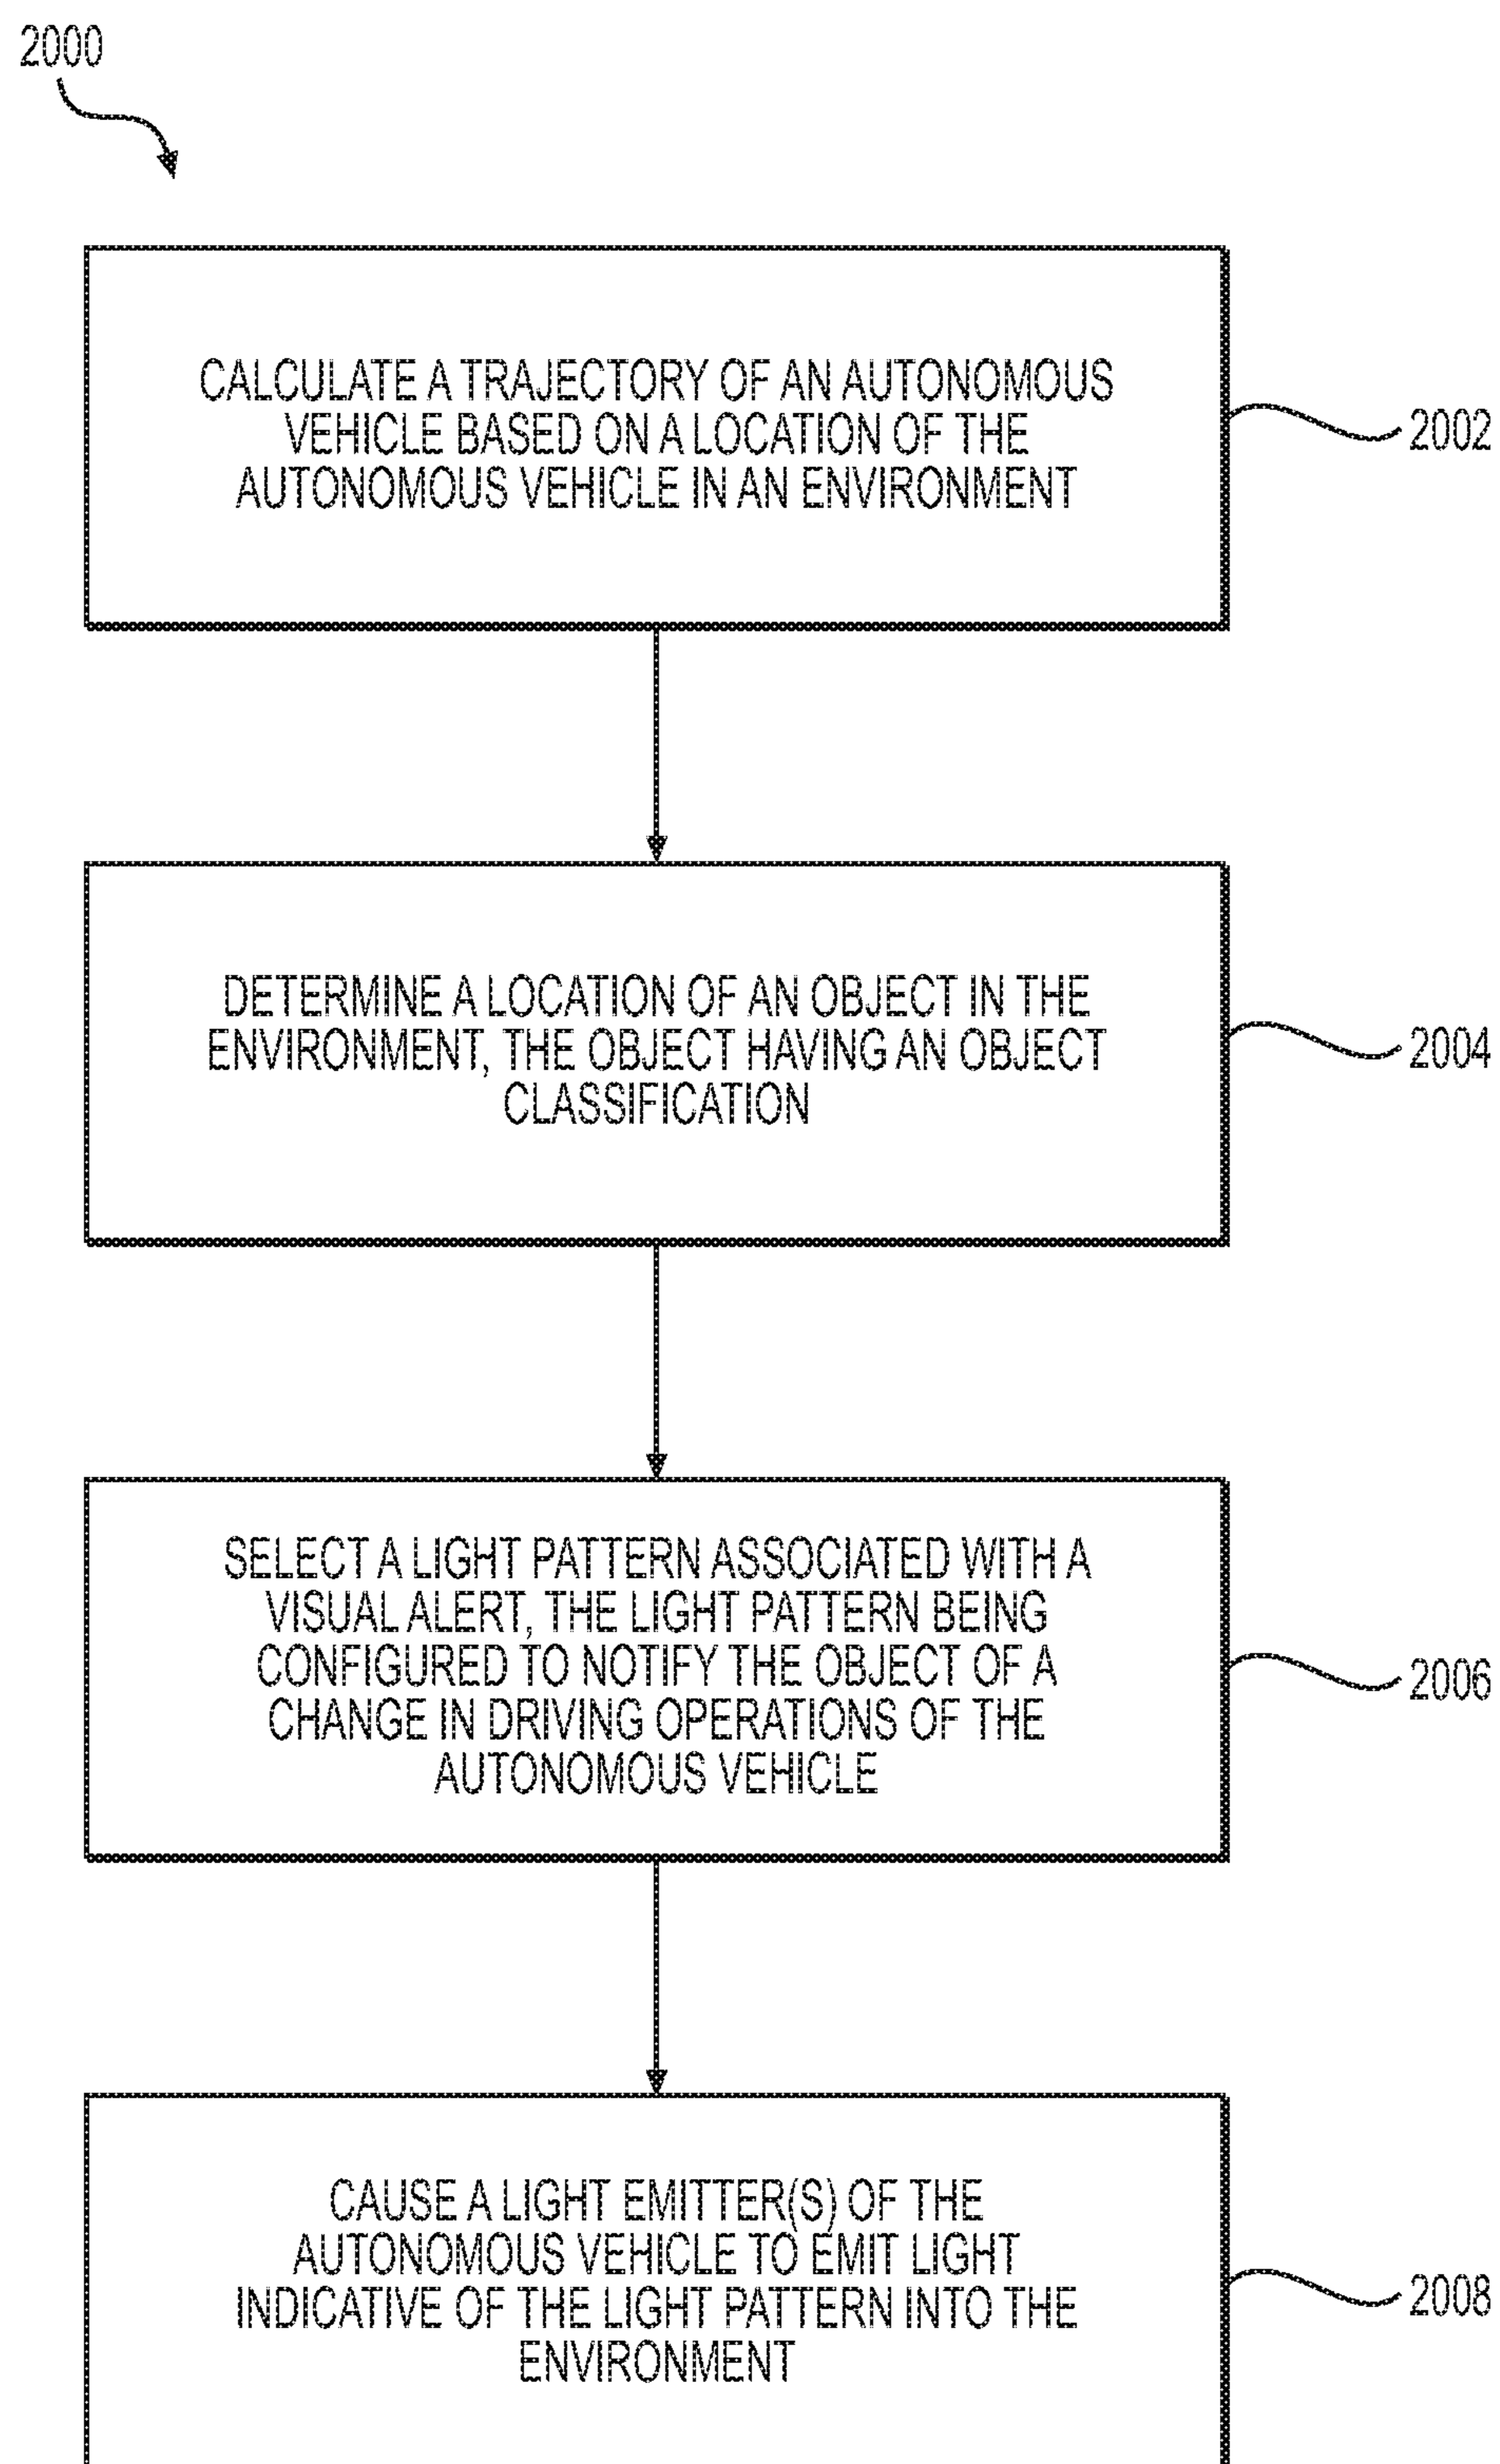 2000
CALCULATE A TRAJECTORY OF AN AUTONOMOUS
VEHICLE BASED ON A LOCATION OF THE
AUTONOMOUS VEHICLE IN AN ENVIRONMENT
2002
DETERMINE A LOCATION OF AN OBJECT IN THE
ENVIRONMENT, THE OBJECT HAVING AN OBJECT
CLASSIFICATION
2004
SELECT A LIGHT PATTERN ASSOCIATED WITH A
VISUAL ALERT, THE LIGHT PATTERN BEING
CONFIGURED TO NOTIFY THE OBJECT OF A
CHANGE IN DRIVING OPERATIONS OF THE
AUTONOMOUS VEHICLE
2006
CAUSE A LIGHT EMITTER(S) OF THE
AUTONOMOUS VEHICLE TO EMIT LIGHT
INDICATIVE OF THE LIGHT PATTERN INTO THE
ENVIRONMENT
2008